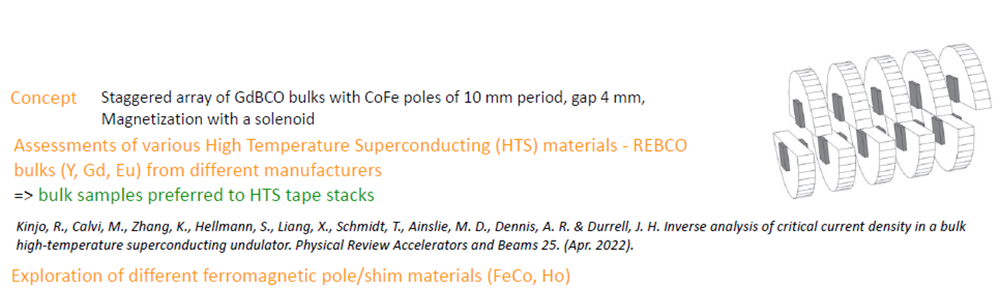 Concept Staggered array of GdBCO bulks with CoFe poles of 10 mm period, gap 4 mm,
Magnetization with a solenoid
Assessments of various High Temperature Superconducting (HTS) materials - REBCO
bulks (Y, Gd, Eu) from different manufacturers
=> bulk samples preferred to HTS tape stacks
Kinjo, R., Calvi, M., Zhang, K., Hellmann, S., Liang, X., Schmidt, T., Ainslie, M. D., Dennis, A. R. & Durrell, J. H. Inverse analysis of critical current density in a bulk
high-temperature superconducting undulator. Physical Review Accelerators and Beams 25. (Apr. 2022).
Exploration of different ferromagnetic pole/shim materials (FeCo, Ho)